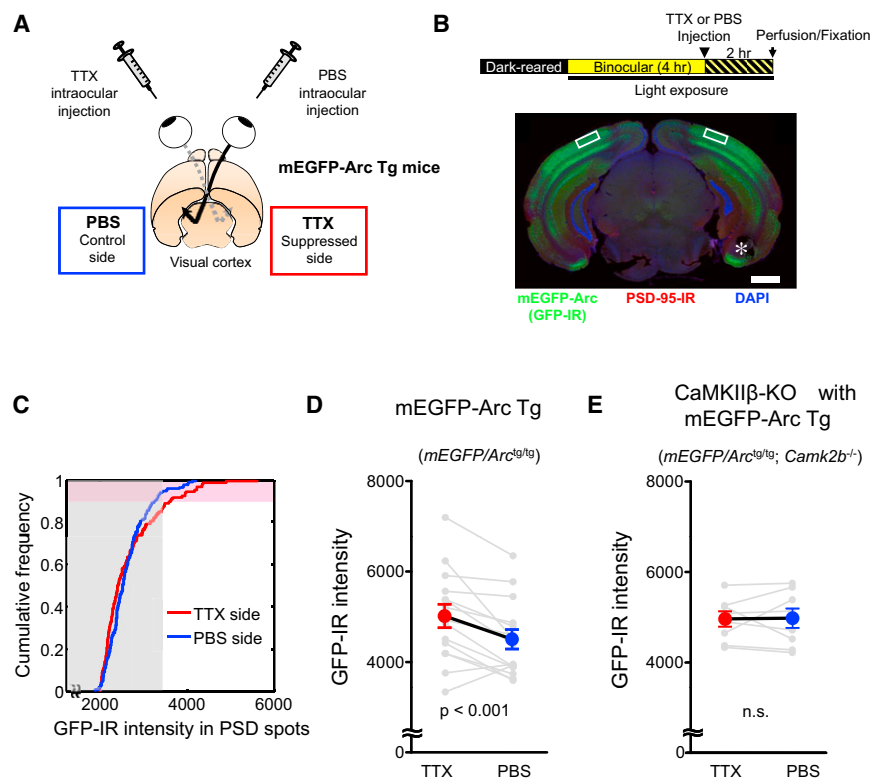 A
TTX
intraocular
injection
PBS
intraocular
injection
mEGFP-Arc Tg mice
PBS
Control
side
TTX
Suppressed
side
Visual cortex
B
TTX or PBS
Injection
Perfusion/Fixation
2 hr
Dark-reared
Binocular (4 hr)
Light exposure
*
mEGFP-Arc
(GFP-IR)
PSD-95-IR
DAPI
C
Cumulative frequency
1
0.8
0.6
0.4
0.2
0
TTX side
PBS side
2000 4000 6000
GFP-IR intensity in PSD spots
D
mEGFP-Arc Tg
(mEGFP/Arctg/tg)
GFP-IR intensity
8000
6000
4000
0
p < 0.001
TTX PBS
E
CaMKIIβ-KO with
mEGFP-Arc Tg
(mEGFP/Arctg/tg; Camk2b-/-)
GFP-IR intensity
8000
6000
4000
0
n.s.
TTX PBS